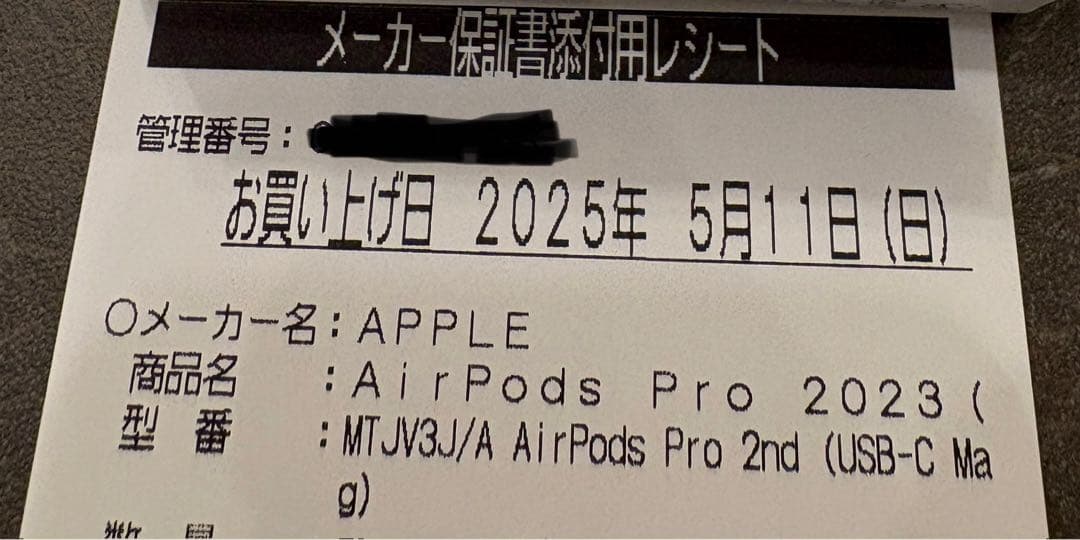 メーカー保証書添付用レシート
管理番号:
お買い上げ日 2025年 5月11日(日)
○メーカー名:APPLE
商品名 :AirPods Pro 2023(
型 番 :MTJV3J/A AirPods Pro 2nd (USB-C Ma
g)
数 量